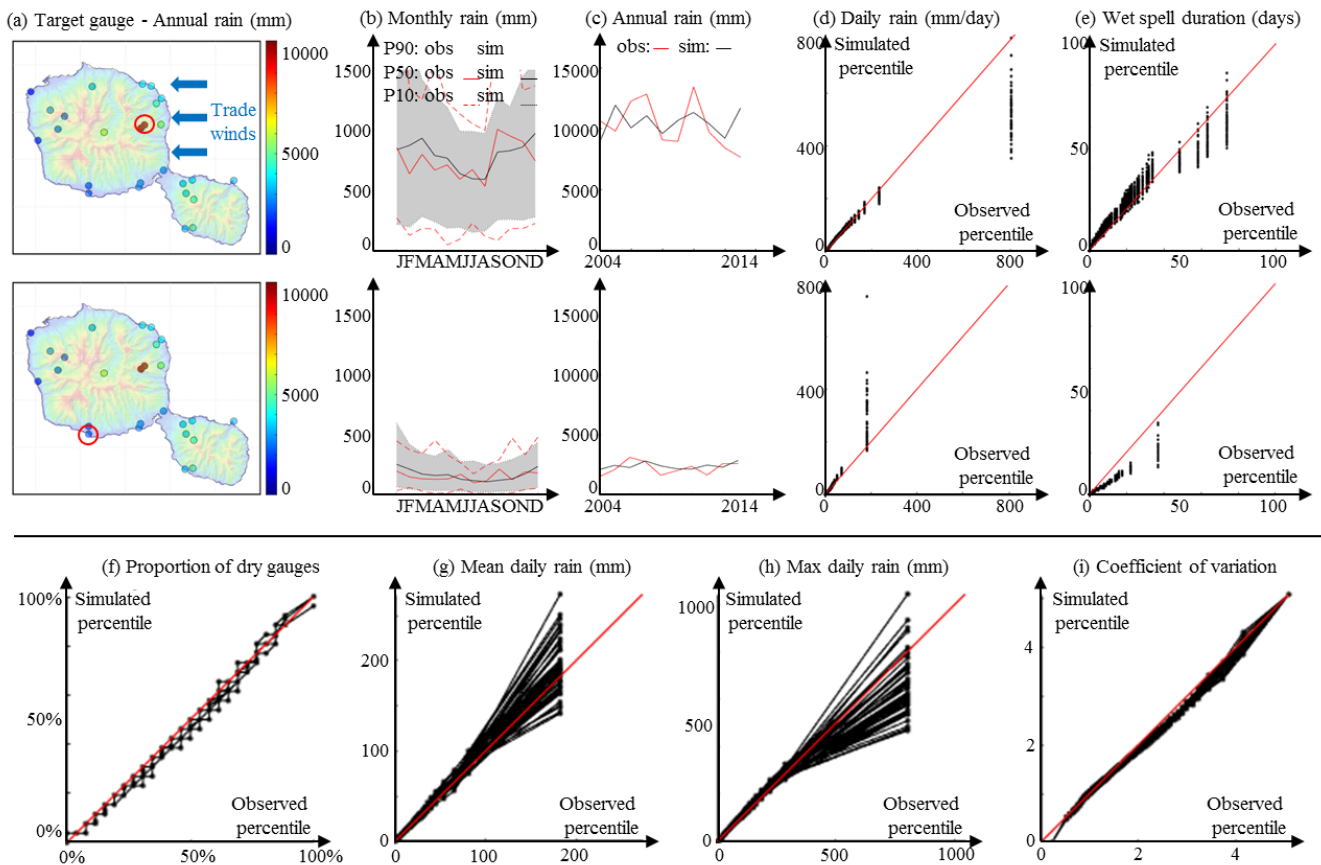 (a) Target gauge - Annual rain (mm)
10000
5000
0
Trade
winds
(b) Monthly rain (mm)
P90: obs sim
P50: obs sim
P10: obs sim
1500
1000
500
0
JFMAMJJASOND
(c) Annual rain (mm)
obs: sim:
15000
10000
5000
0
2004 2014
(d) Daily rain (mm/day)
800
Simulated
percentile
400
Observed
percentile
0
0 400 800
(e) Wet spell duration (days)
100
Simulated
percentile
50
Observed
percentile
0
0 50 100
10000
5000
0
1500
1000
500
0
JFMAMJJASOND
15000
10000
5000
0
2004 2014
800
Simulated
percentile
400
Observed
percentile
0
0 400 800
100
Simulated
percentile
50
Observed
percentile
0
0 50 100
(f) Proportion of dry gauges
100%
Simulated
percentile
50%
Observed
percentile
0%
0% 50% 100%
(g) Mean daily rain (mm)
Simulated
percentile
200
100
Observed
percentile
0
0 100 200
(h) Max daily rain (mm)
1000
Simulated
percentile
500
Observed
percentile
0
0 500 1000
(i) Coefficient of variation
Simulated
percentile
4
2
Observed
percentile
0
0 2 4